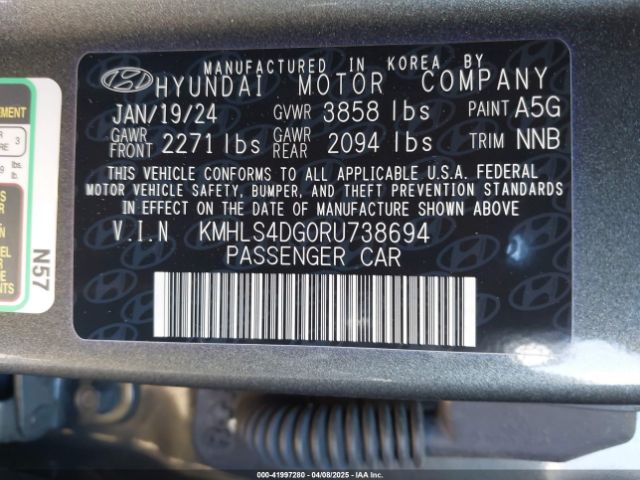 MANUFACTURED IN KOREA BY
HYUNDAI MOTOR COMPANY
JAN/19/24 GVWR 3858 lbs PAINT A5G
GAWR FRONT 2271 lbs GAWR REAR 2094 lbs TRIM NNB
THIS VEHICLE CONFORMS TO ALL APPLICABLE U.S.A. FEDERAL
MOTOR VEHICLE SAFETY, BUMPER, AND THEFT PREVENTION STANDARDS
IN EFFECT ON THE DATE OF MANUFACTURE SHOWN ABOVE
V.I.N KMHLS4DG0RU738694
PASSENGER CAR
EMENT
3
lbs.
N57
000-41997280 - 04/08/2025 - IAA Inc.